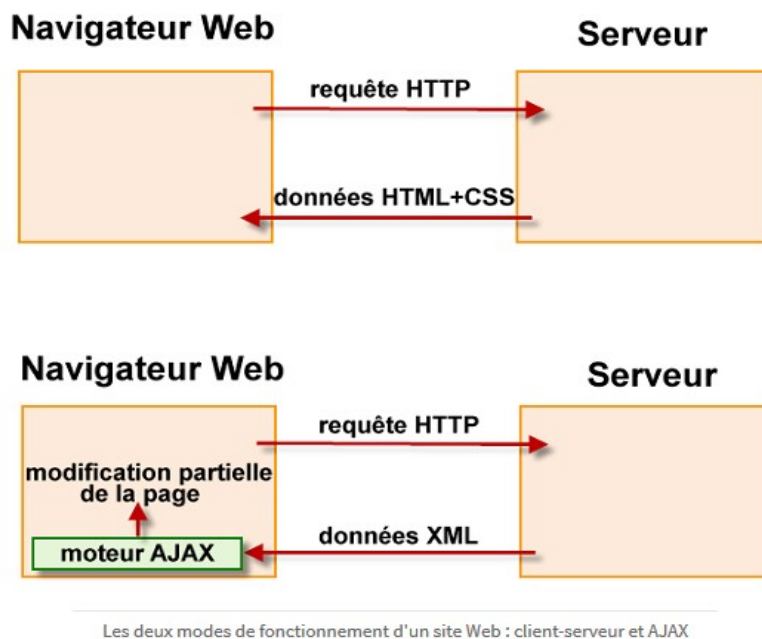 Navigateur Web
Serveur
requête HTTP
données HTML+CSS
Navigateur Web
Serveur
requête HTTP
modification partielle
de la page
données XML
moteur AJAX
Les deux modes de fonctionnement d'un site Web : client-serveur et AJAX